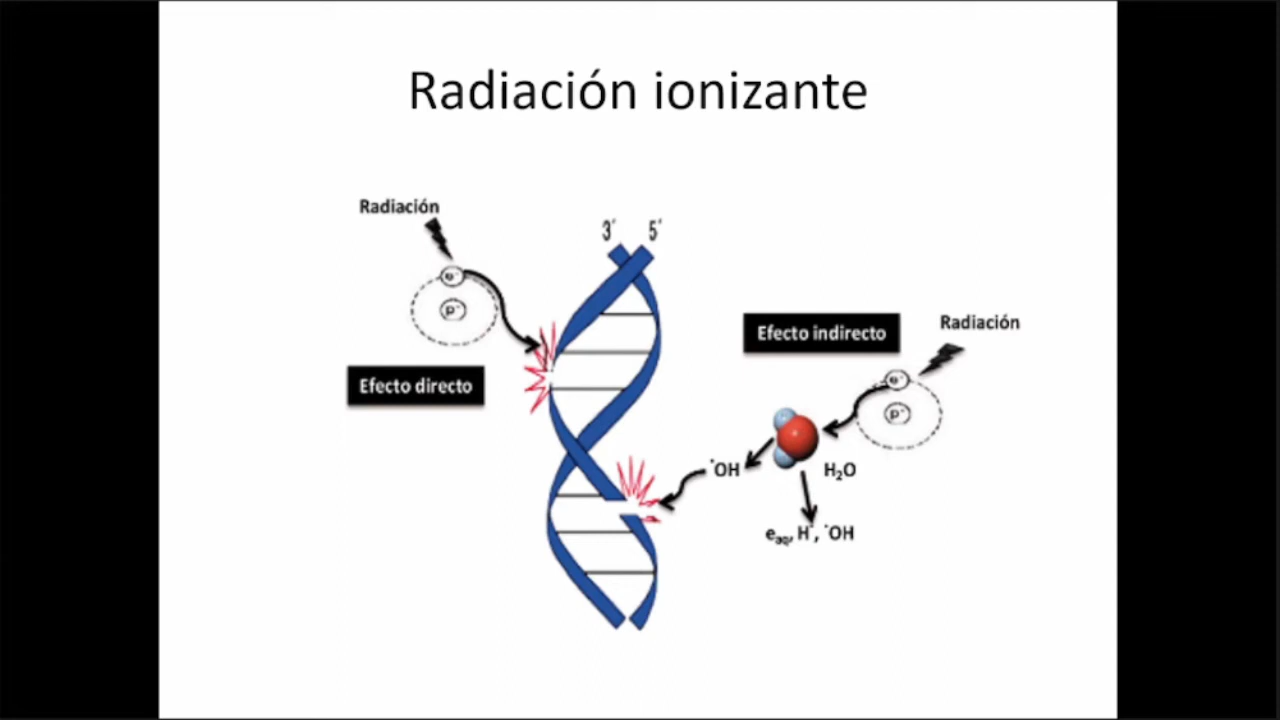 Radiación ionizante
Radiación
3´ 5´
e⁻
p⁺
Efecto directo
Efecto indirecto
Radiación
e⁻
p⁺
˙OH
H₂O
eaq, H˙, ˙OH